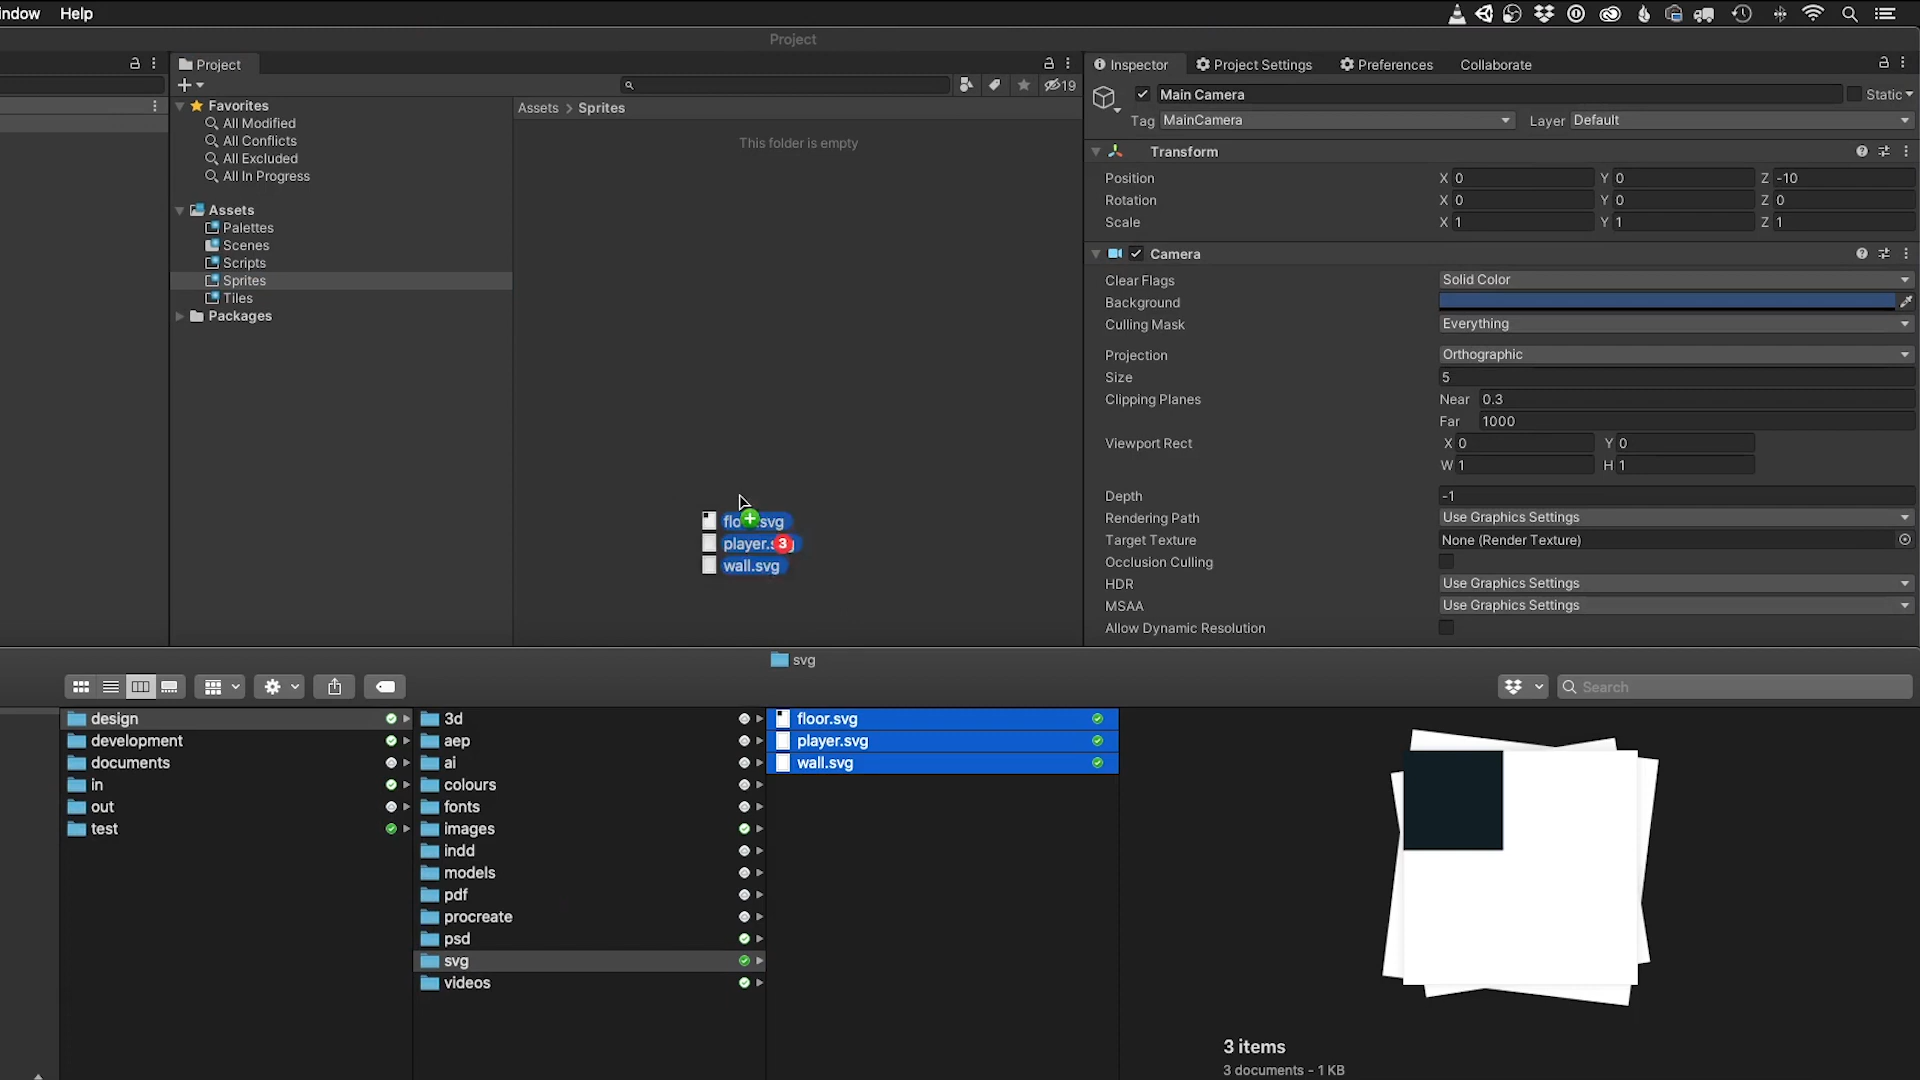 indow Help
Project
Project
19
Favorites
All Modified
All Conflicts
All Excluded
All In Progress
Assets
Palettes
Scenes
Scripts
Sprites
Tiles
Packages
Assets > Sprites
This folder is empty
floor.svg
player.svg 3
wall.svg
Inspector Project Settings Preferences Collaborate
Main Camera Static
Tag MainCamera Layer Default
Transform
Position X 0 Y 0 Z -10
Rotation X 0 Y 0 Z 0
Scale X 1 Y 1 Z 1
Camera
Clear Flags Solid Color
Background
Culling Mask Everything
Projection Orthographic
Size 5
Clipping Planes Near 0.3
Far 1000
Viewport Rect X 0 Y 0
W 1 H 1
Depth -1
Rendering Path Use Graphics Settings
Target Texture None (Render Texture)
Occlusion Culling
HDR Use Graphics Settings
MSAA Use Graphics Settings
Allow Dynamic Resolution
svg
Search
design
development
documents
in
out
test
3d
aep
ai
colours
fonts
images
indd
models
pdf
procreate
psd
svg
videos
floor.svg
player.svg
wall.svg
3 items
3 documents - 1 KB